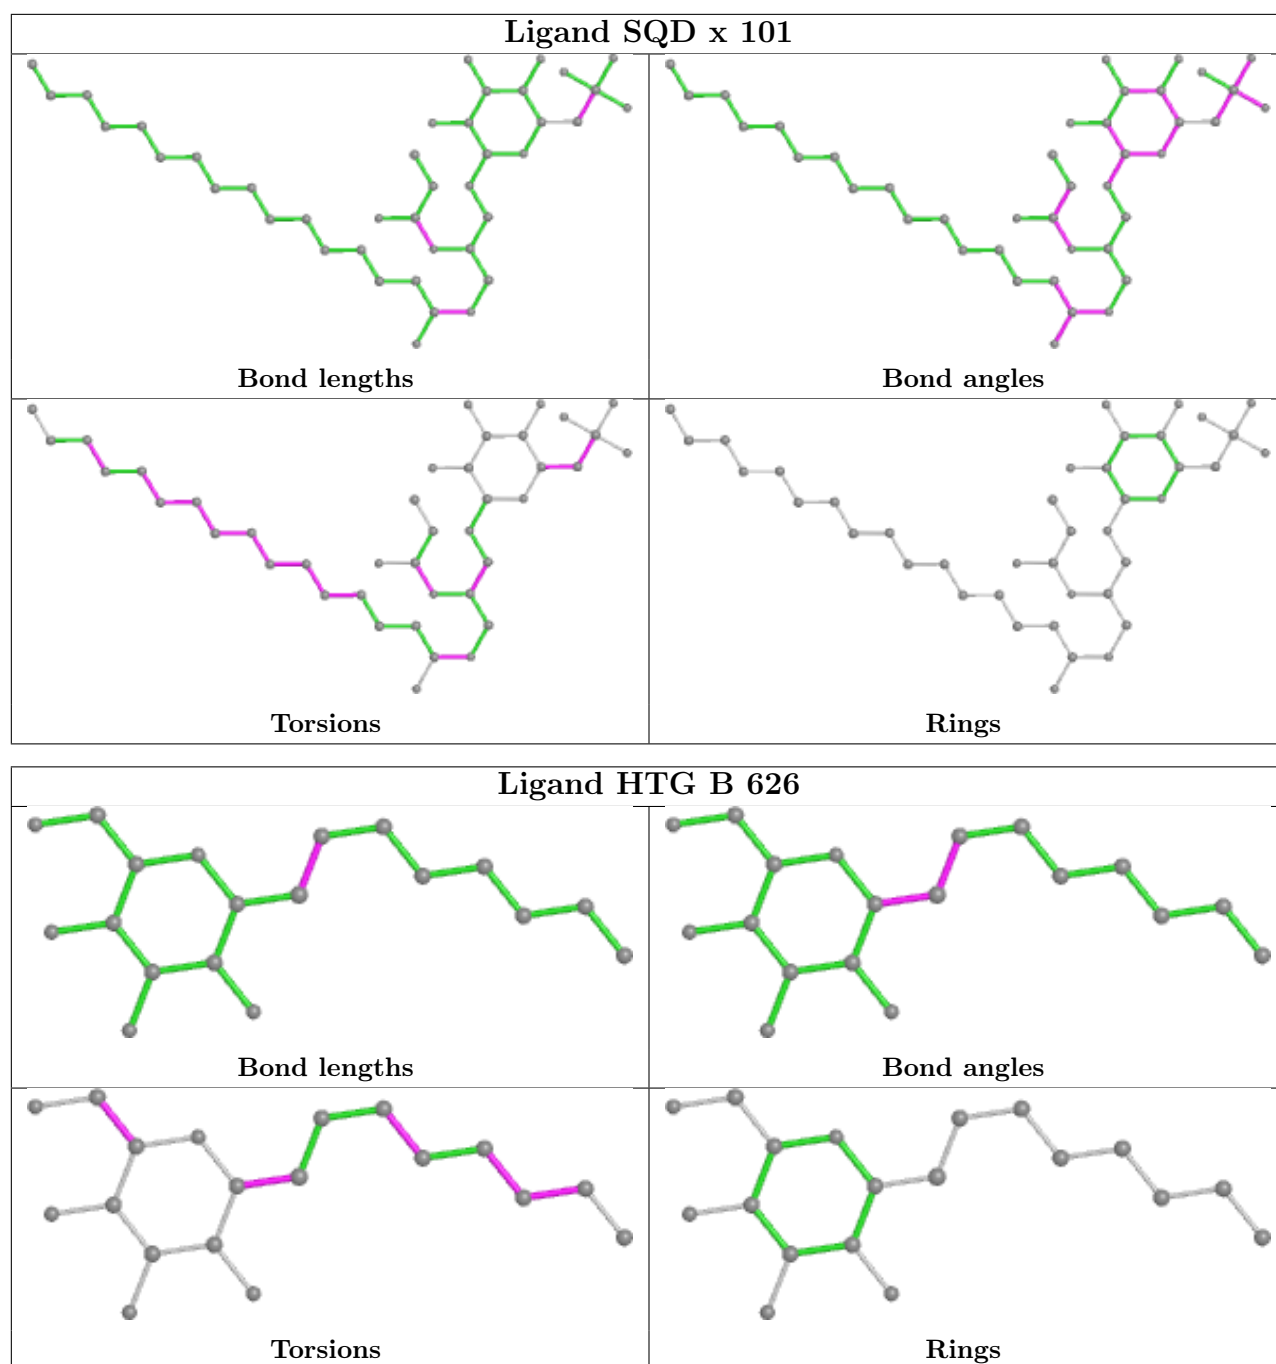 Ligand SQD x 101
Bond lengths
Bond angles
Torsions
Rings
Ligand HTG B 626
Bond lengths
Bond angles
Torsions
Rings